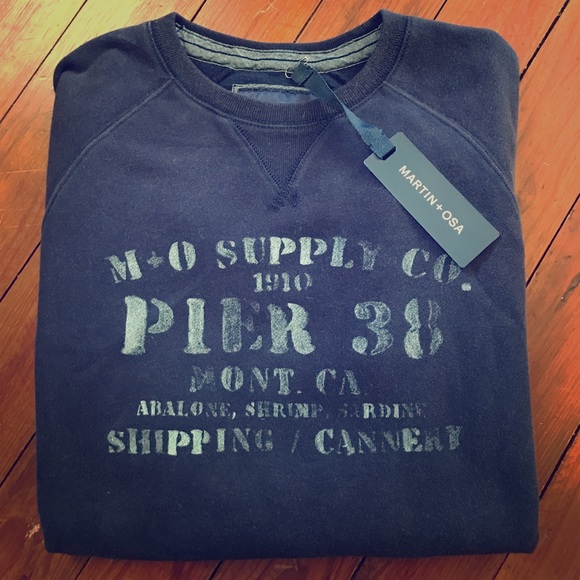 MARTIN+OSA
M+O SUPPLY CO.
1910
PIER 38
MONT. CA.
ABALONE, SHRIMP, SARDINE
SHIPPING / CANNERY